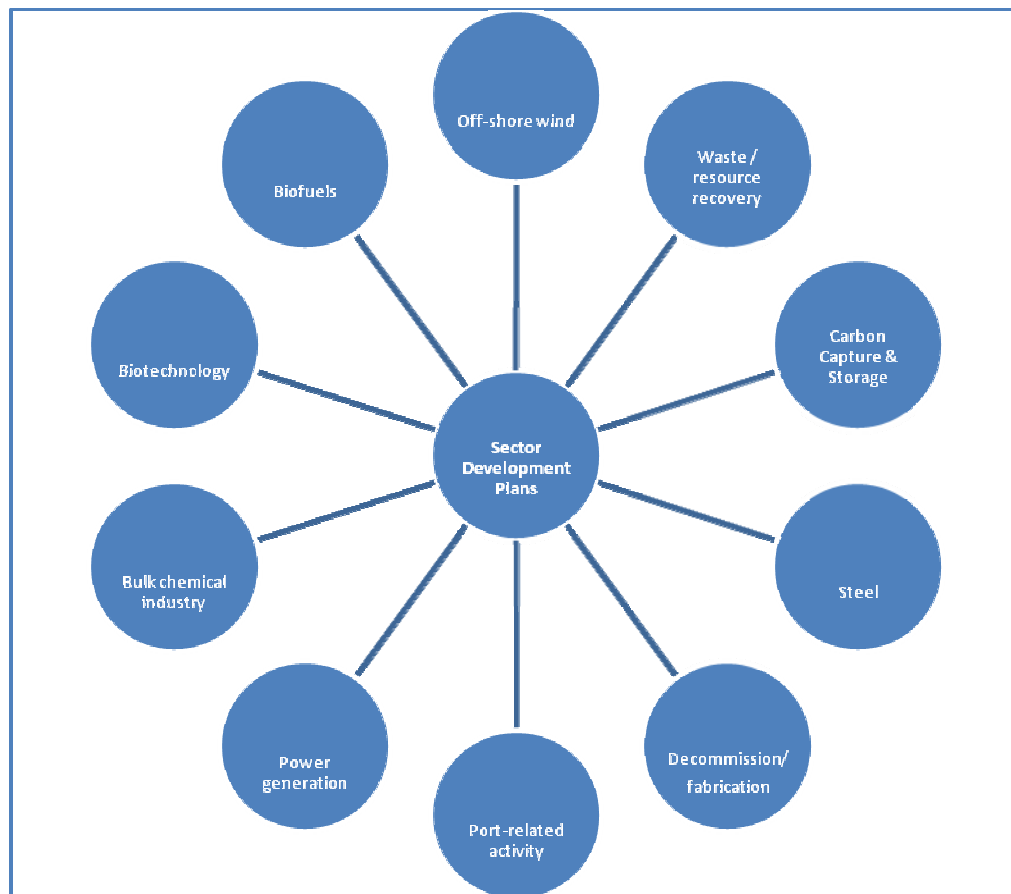 Off-shore wind
Waste /
resource
recovery
Carbon
Capture &
Storage
Steel
Decommission/
fabrication
Port-related
activity
Power
generation
Bulk chemical
industry
Biotechnology
Biofuels
Sector
Development
Plans